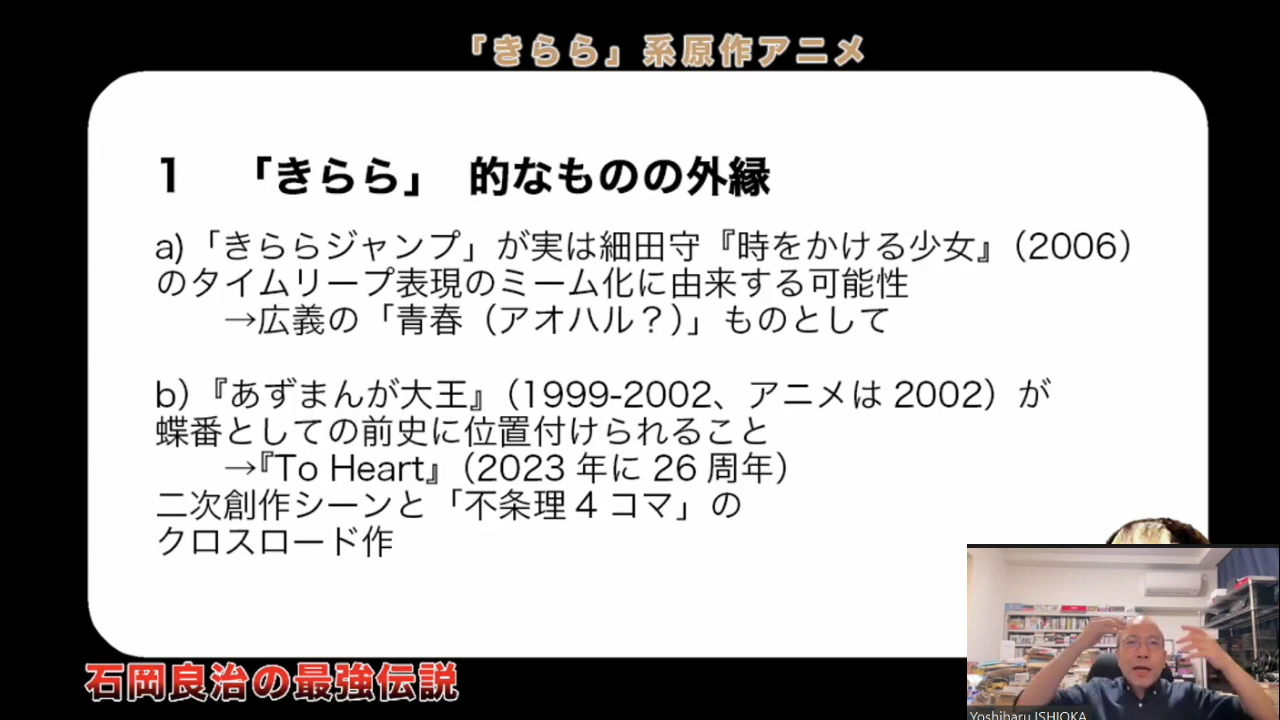 「きらら」系原作アニメ
1 「きらら」 的なものの外縁
a)「きららジャンプ」が実は細田守『時をかける少女』（2006）
のタイムリープ表現のミーム化に由来する可能性
→広義の「青春（アオハル？）」ものとして
b）『あずまんが大王』（1999-2002、アニメは 2002）が
蝶番としての前史に位置付けられること
→『To Heart』（2023 年に 26 周年）
二次創作シーンと「不条理 4 コマ」の
クロスロード作
石岡良治の最強伝説
Yoshiharu ISHIOKA